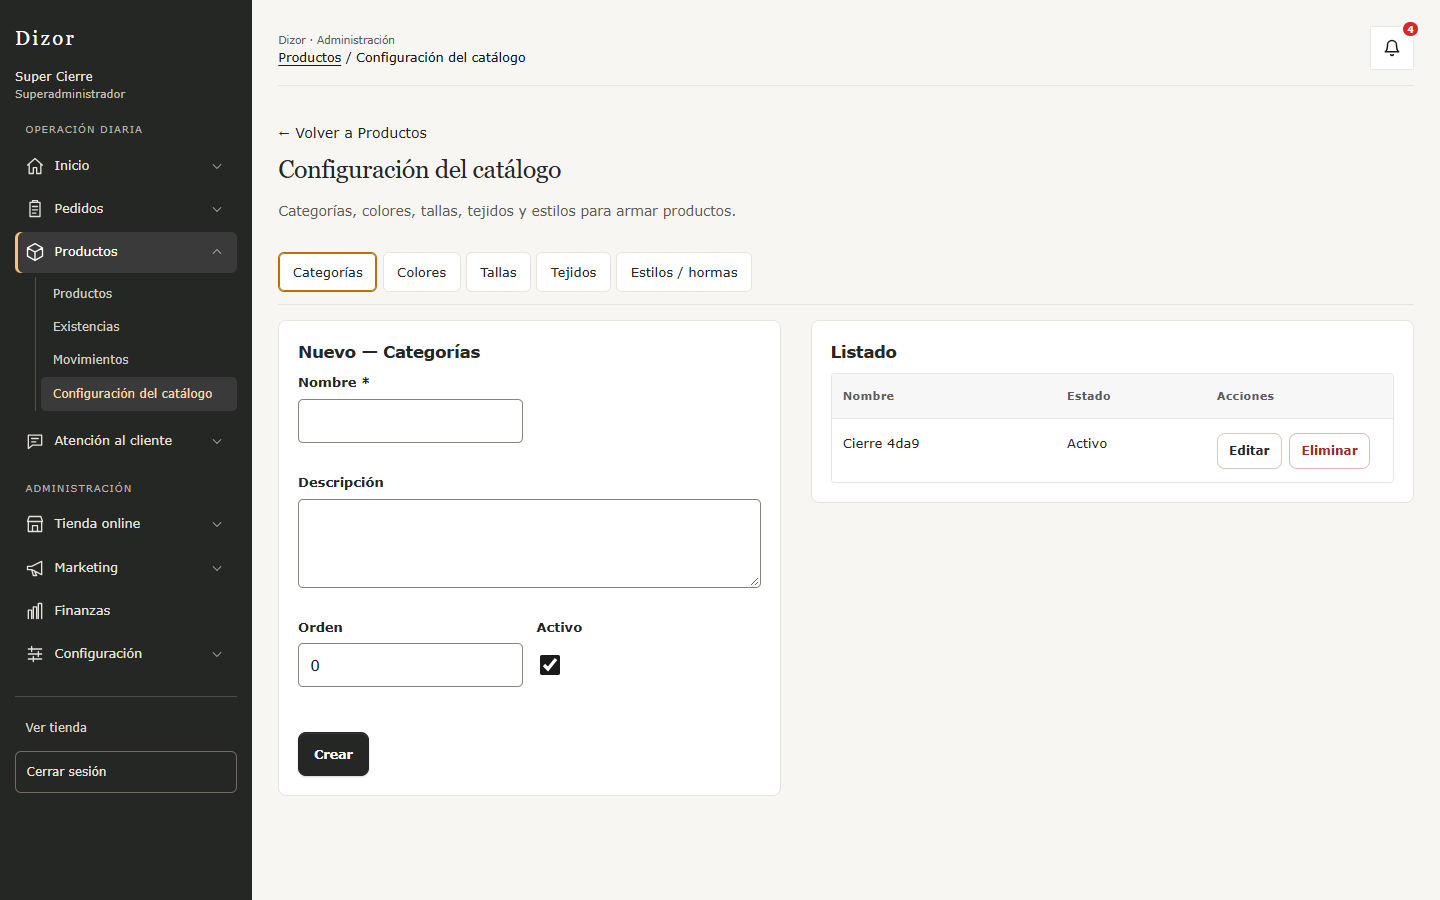 Dizor
Super Cierre
Superadministrador
OPERACIÓN DIARIA
Inicio
Pedidos
Productos
Productos
Existencias
Movimientos
Configuración del catálogo
Atención al cliente
ADMINISTRACIÓN
Tienda online
Marketing
Finanzas
Configuración
Ver tienda
Cerrar sesión
Dizor · Administración
Productos / Configuración del catálogo
4
← Volver a Productos
Configuración del catálogo
Categorías, colores, tallas, tejidos y estilos para armar productos.
Categorías Colores Tallas Tejidos Estilos / hormas
Nuevo — Categorías
Nombre *
Descripción
Orden Activo
0
Crear
Listado
Nombre Estado Acciones
Cierre 4da9 Activo Editar Eliminar